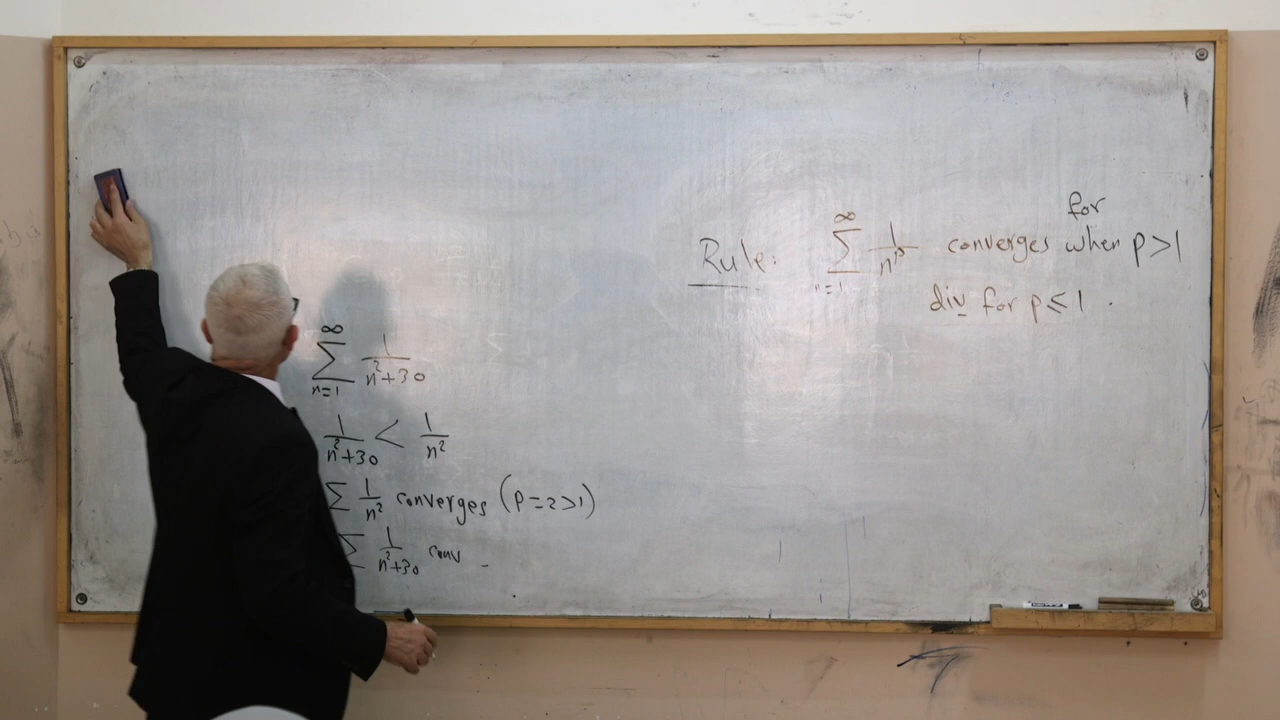 ∑_{n=1}^{∞} 1/(n²+30)
1/(n²+30) < 1/n²
∑ 1/n² converges (p=2>1)
∑ 1/(n²+30) conv
for
Rule: ∑_{n=1}^{∞} 1/n^p converges when p>1
div for p≤1.